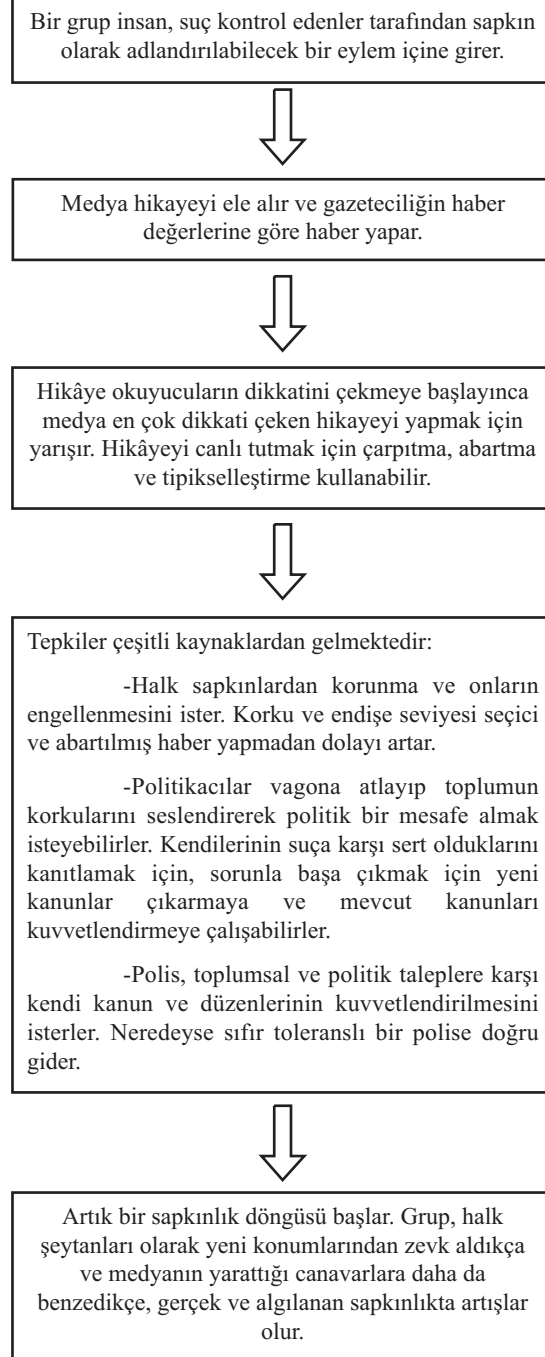 Bir grup insan, suç kontrol edenler tarafından sapkın
olarak adlandırılabilecek bir eylem içine girer.
Medya hikayeyi ele alır ve gazeteciliğin haber
değerlerine göre haber yapar.
Hikâye okuyucuların dikkatini çekmeye başlayınca
medya en çok dikkati çeken hikayeyi yapmak için
yarışır. Hikâyeyi canlı tutmak için çarpıtma, abartma
ve tipikselleştirme kullanabilir.
Tepkiler çeşitli kaynaklardan gelmektedir:
-Halk sapkınlardan korunma ve onların
engellenmesini ister. Korku ve endişe seviyesi seçici
ve abartılmış haber yapmadan dolayı artar.
-Politikacılar vagona atlayıp toplumun
korkularını seslendirerek politik bir mesafe almak
isteyebilirler. Kendilerinin suça karşı sert olduklarını
kanıtlamak için, sorunla başa çıkmak için yeni
kanunlar çıkarmaya ve mevcut kanunları
kuvvetlendirmeye çalışabilirler.
-Polis, toplumsal ve politik taleplere karşı
kendi kanun ve düzenlerinin kuvvetlendirilmesini
isterler. Neredeyse sıfır toleranslı bir polise doğru
gider.
Artık bir sapkınlık döngüsü başlar. Grup, halk
şeytanları olarak yeni konumlarından zevk aldıkça
ve medyanın yarattığı canavarlara daha da
benzedikçe, gerçek ve algılanan sapkınlıkta artışlar
olur.